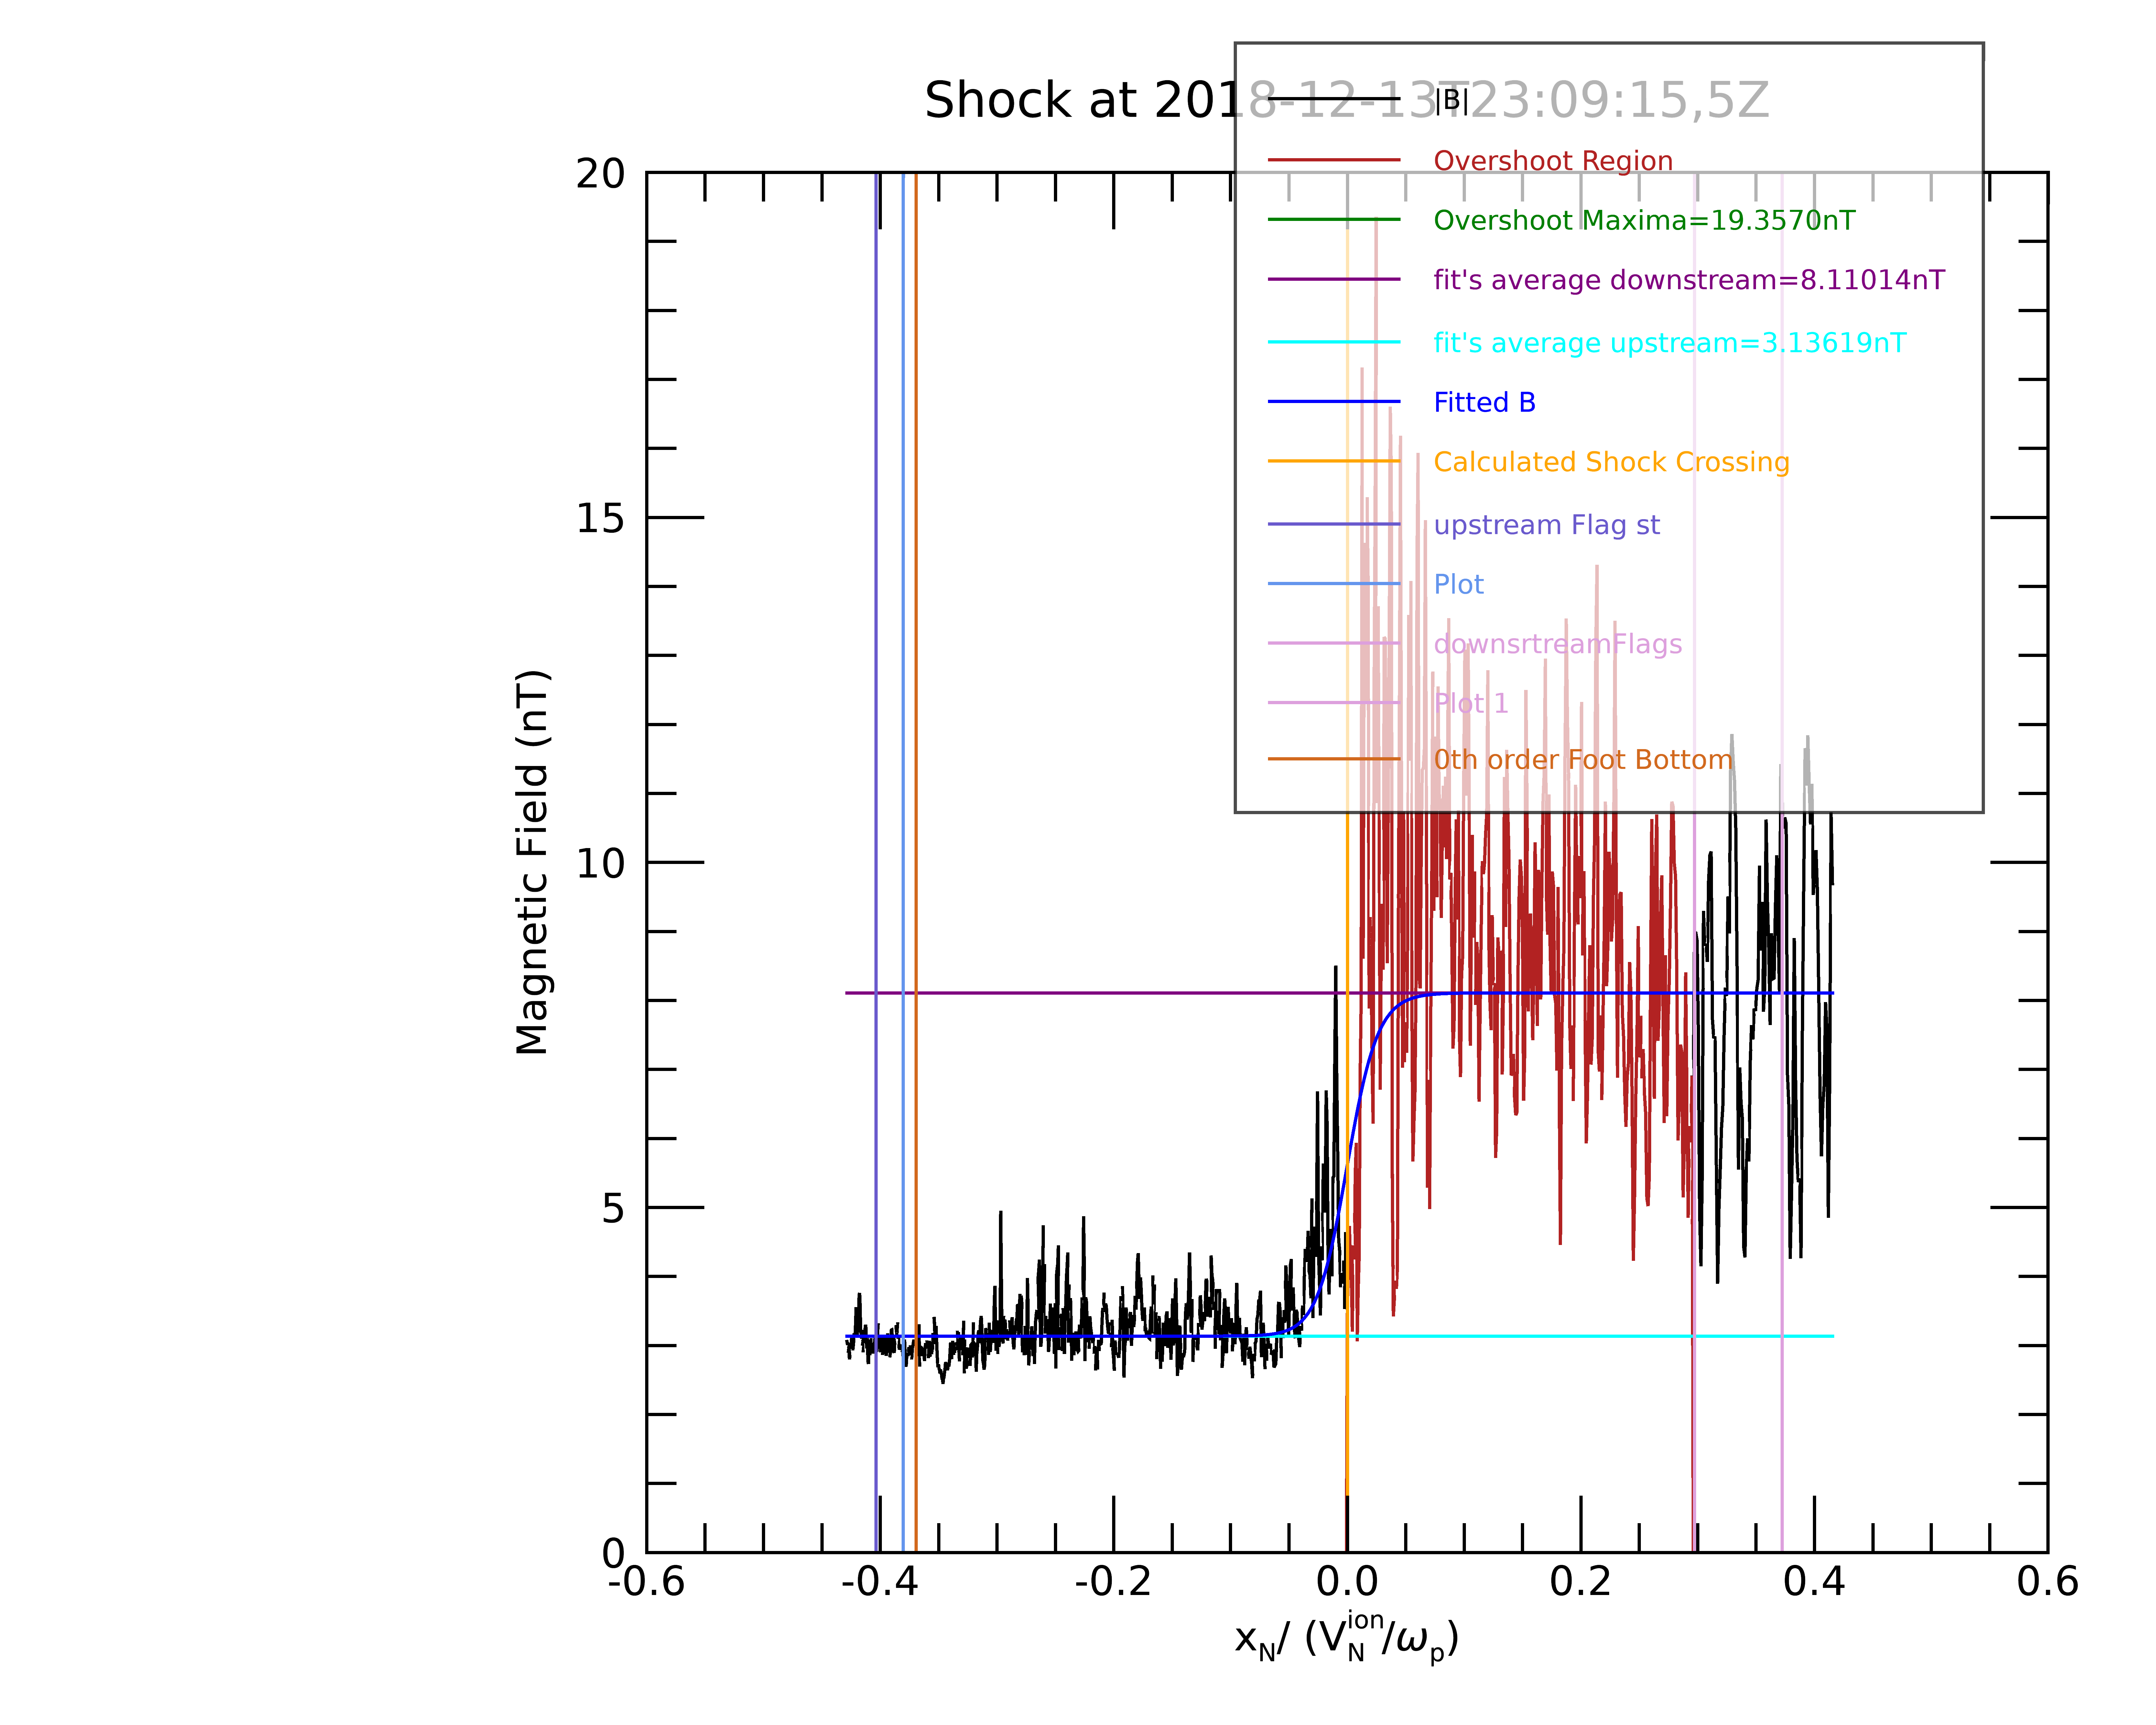 Shock at 2018-12-13T23:09:15,5Z
|B|
Overshoot Region
Overshoot Maxima=19.3570nT
fit's average downstream=8.11014nT
fit's average upstream=3.13619nT
Fitted B
Calculated Shock Crossing
upstream Flag st
Plot
downsrtreamFlags
Plot 1
0th order Foot Bottom
20
15
10
5
0
Magnetic Field (nT)
-0.6 -0.4 -0.2 0.0 0.2 0.4 0.6
x_N/ (V_N^ion/ω_p)